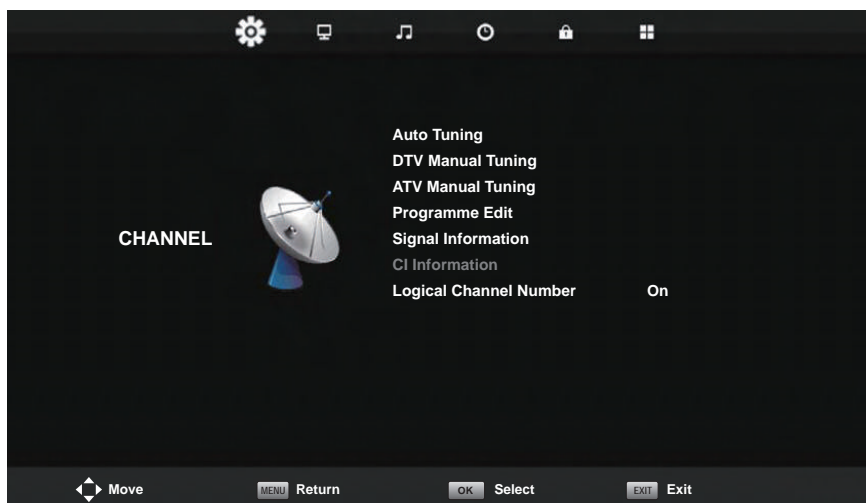 CHANNEL
Auto Tuning
DTV Manual Tuning
ATV Manual Tuning
Programme Edit
Signal Information
CI Information
Logical Channel Number On
Move MENU Return OK Select EXIT Exit